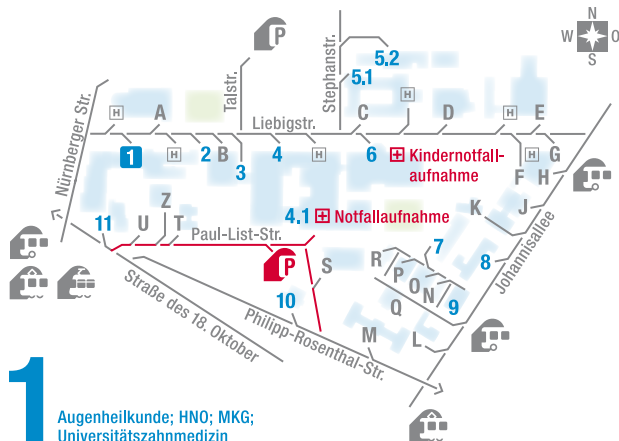 N
W O
S
P
5.2
5.1
Stephanstr.
Talstr.
Nürnberger Str.
H
A
Liebigstr.
C
H
D
H
E
1
H
2
B
3
4
H
6
Kindernotfall-
aufnahme
F
H
G
H
J
K
Johannisallee
Z
11
U
T
4.1
Notfallaufnahme
Paul-List-Str.
P
S
7
8
R
P
O
N
9
Q
10
Straße des 18. Oktober
Philipp-Rosenthal-Str.
M
L
1
Augenheilkunde; HNO; MKG;
Universitätszahnmedizin